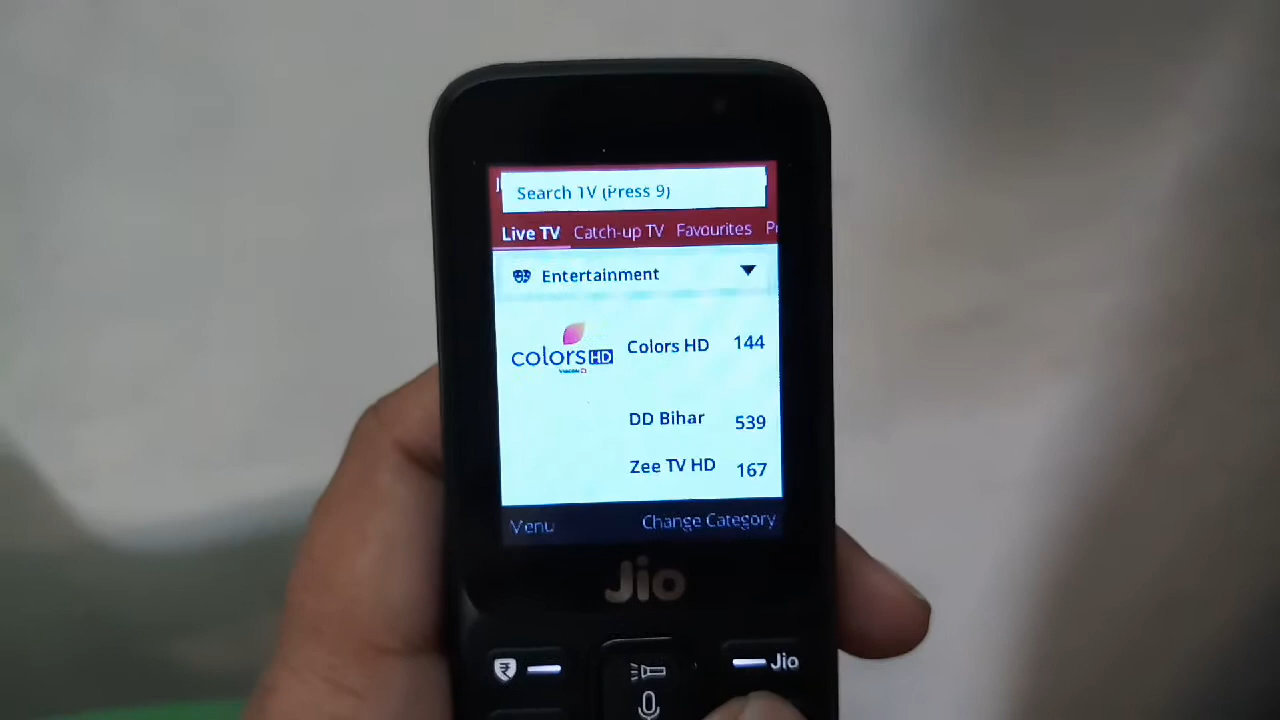 Search TV (Press 9)
Live TV Catch-up TV Favourites
Entertainment
colors HD Colors HD 144
DD Bihar 539
Zee TV HD 167
Menu Change Category
Jio
₹ Jio